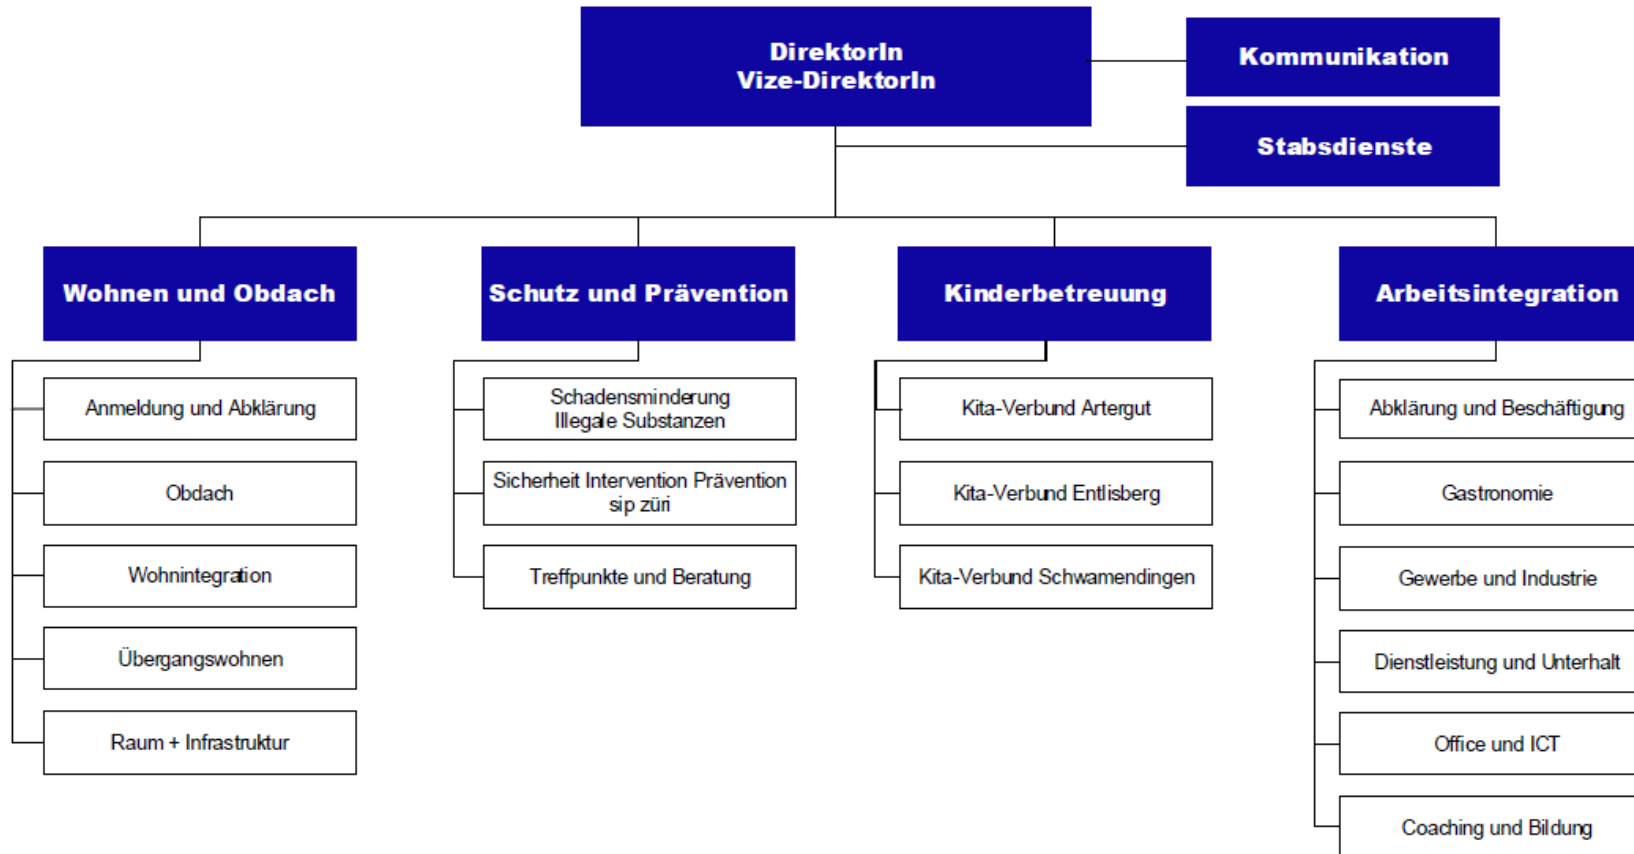 DirektorIn
Vize-DirektorIn
Kommunikation
Stabsdienste
Wohnen und Obdach
Anmeldung und Abklärung
Obdach
Wohnintegration
Übergangswohnen
Raum + Infrastruktur
Schutz und Prävention
Schadensminderung
Illegale Substanzen
Sicherheit Intervention Prävention
sip züri
Treffpunkte und Beratung
Kinderbetreuung
Kita-Verbund Artergut
Kita-Verbund Entlisberg
Kita-Verbund Schwamendingen
Arbeitsintegration
Abklärung und Beschäftigung
Gastronomie
Gewerbe und Industrie
Dienstleistung und Unterhalt
Office und ICT
Coaching und Bildung